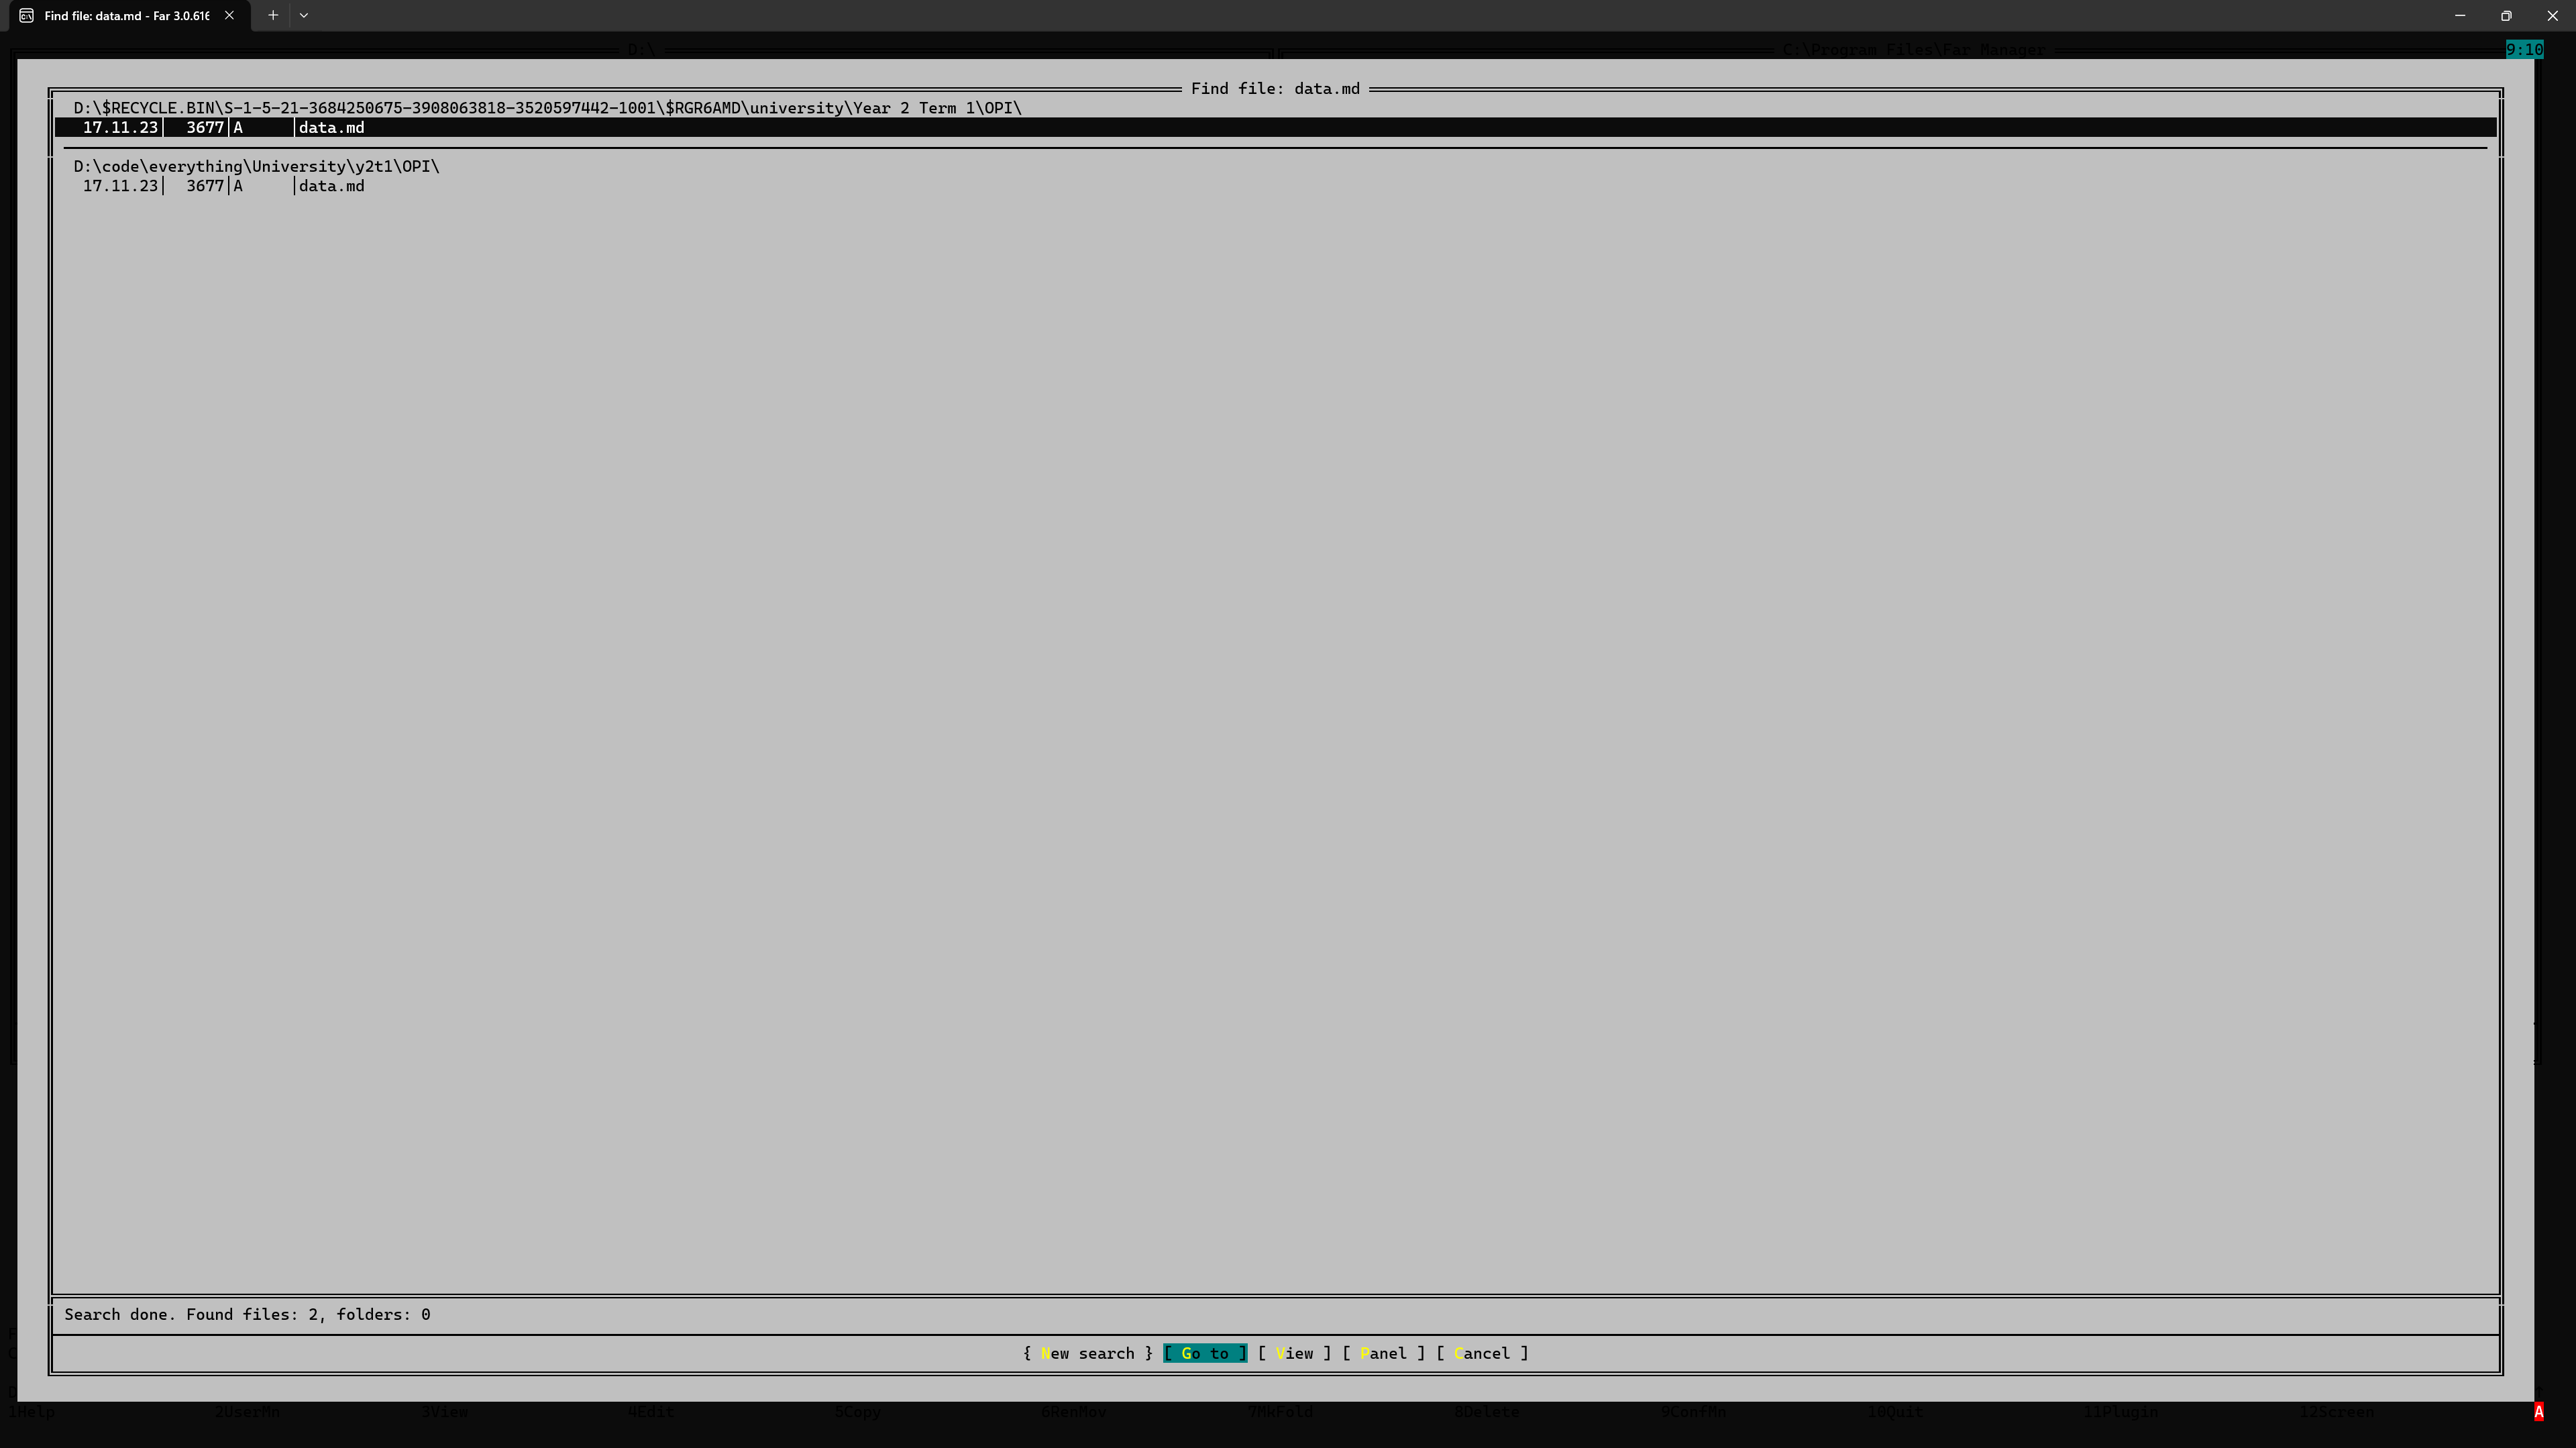 Find file: data.md - Far 3.0.616
D:\
C:\Program Files\Far Manager
9:10
Find file: data.md
D:\$RECYCLE.BIN\S-1-5-21-3684250675-3908063818-3520597442-1001\$RGR6AMD\university\Year 2 Term 1\OPI\
17.11.23│ 3677│A │data.md
D:\code\everything\University\y2t1\OPI\
17.11.23│ 3677│A │data.md
Search done. Found files: 2, folders: 0
{ New search } [ Go to ] [ View ] [ Panel ] [ Cancel ]
1Help 2UserMn 3View 4Edit 5Copy 6RenMov 7MkFold 8Delete 9ConfMn 10Quit 11Plugin 12Screen
A